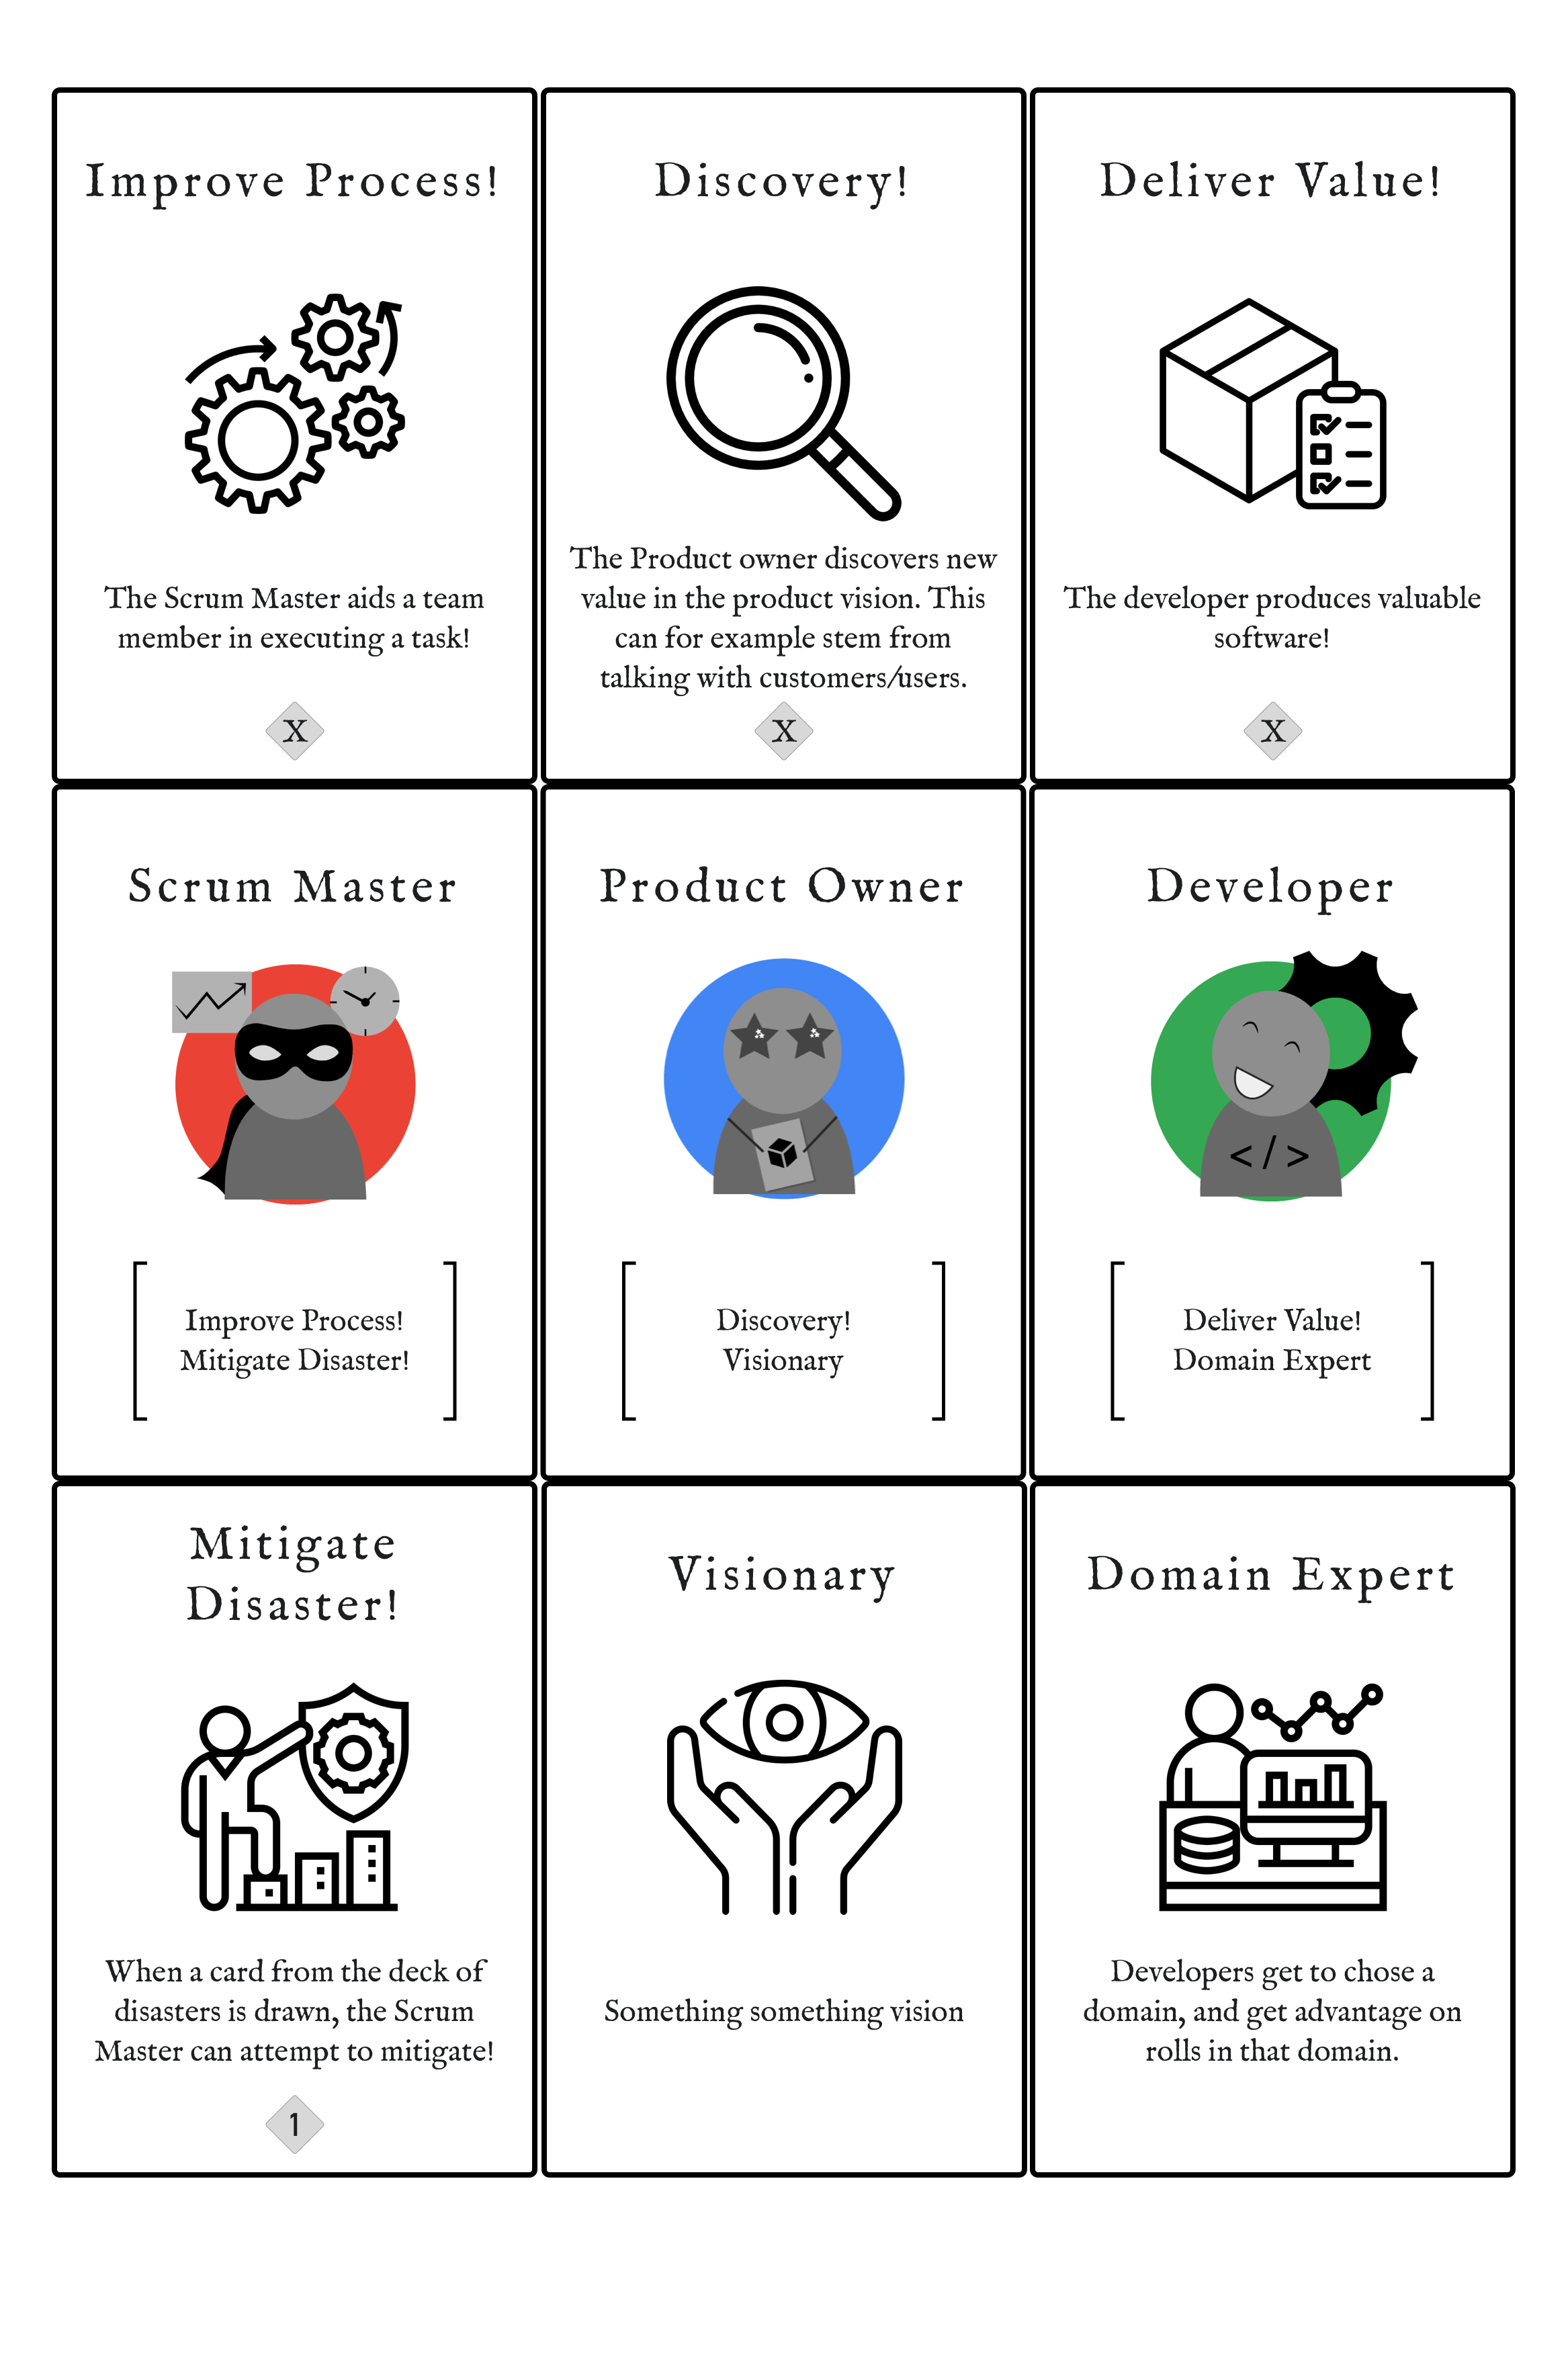 Improve Process!
The Scrum Master aids a team
member in executing a task!
X
Discovery!
The Product owner discovers new
value in the product vision. This
can for example stem from
talking with customers/users.
X
Deliver Value!
The developer produces valuable
software!
X
Scrum Master
Improve Process!
Mitigate Disaster!
Product Owner
Discovery!
Visionary
Developer
</>
Deliver Value!
Domain Expert
Mitigate
Disaster!
When a card from the deck of
disasters is drawn, the Scrum
Master can attempt to mitigate!
1
Visionary
Something something vision
Domain Expert
Developers get to chose a
domain, and get advantage on
rolls in that domain.